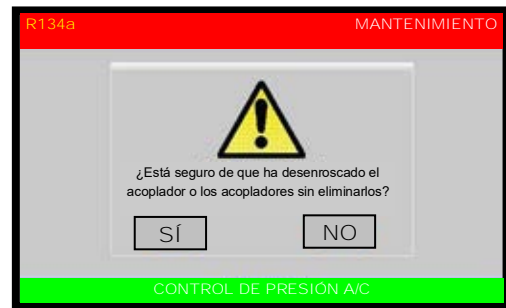 R134a MANTENIMIENTO
¿Está seguro de que ha desenroscado el
acoplador o los acopladores sin eliminarlos?
SÍ NO
CONTROL DE PRESIÓN A/C